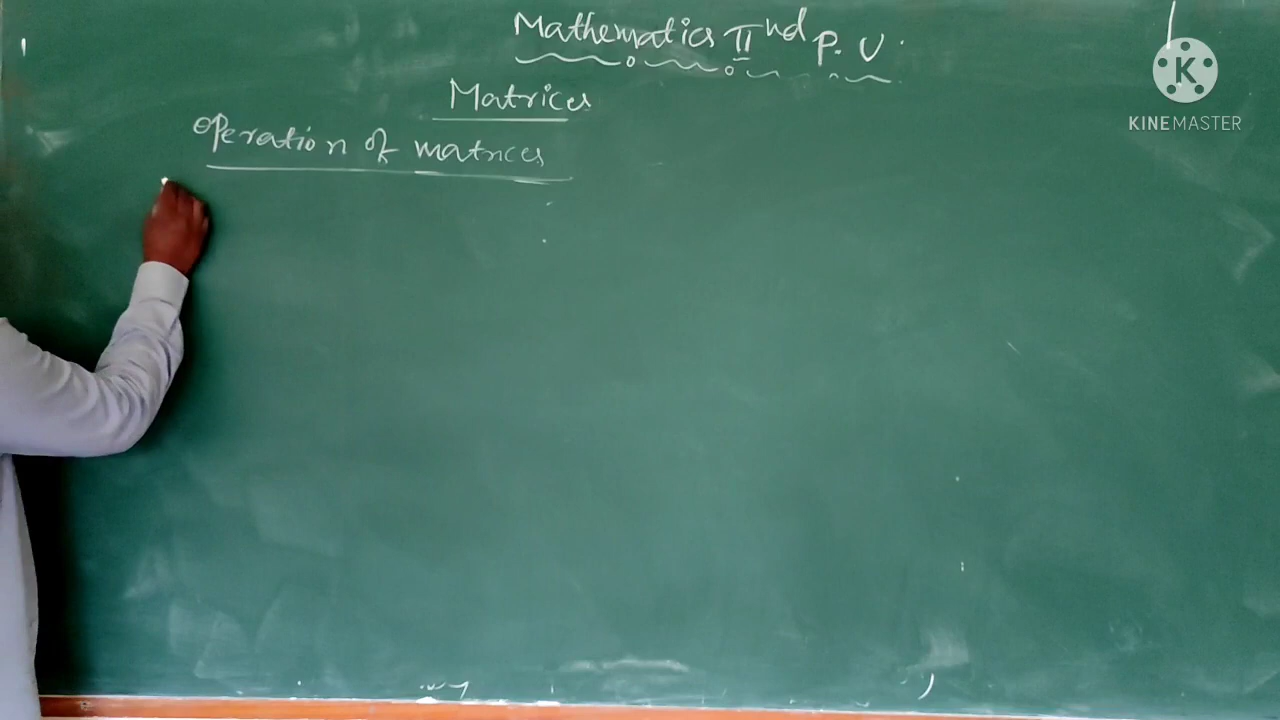 Mathematics IInd P. U.
Matrices
Operation of matrices
K
KINEMASTER